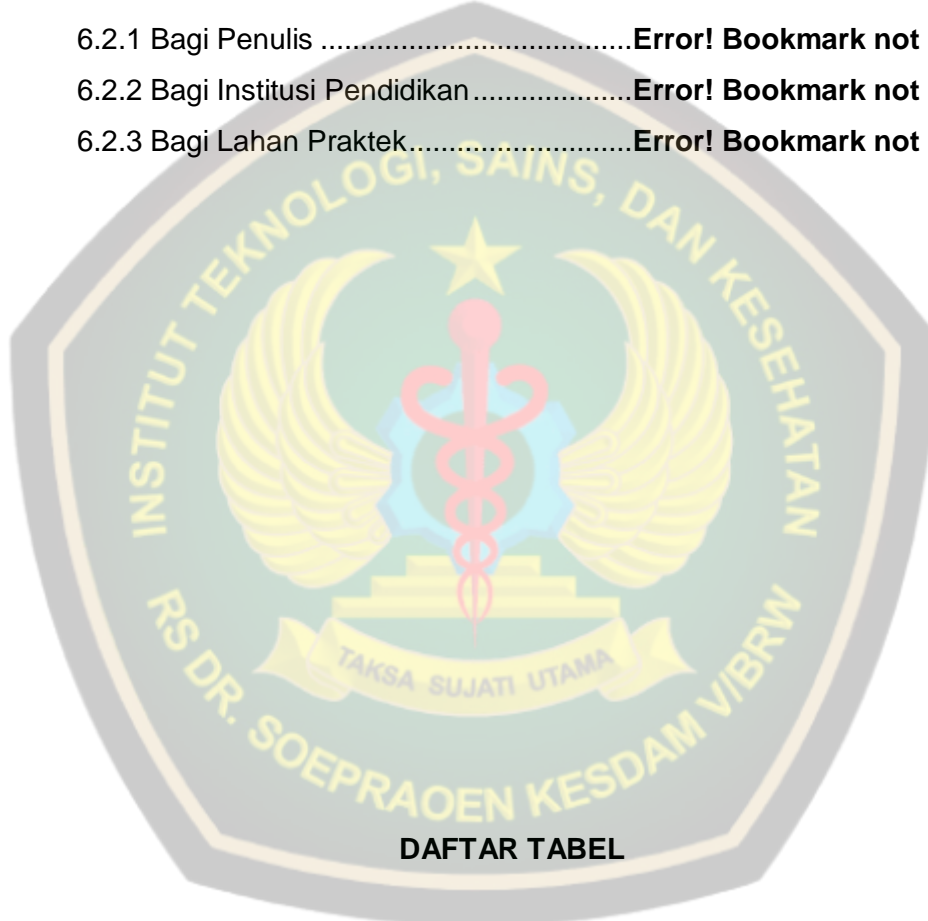 6.2.1 Bagi Penulis ........................................Error! Bookmark not
6.2.2 Bagi Institusi Pendidikan....................Error! Bookmark not
6.2.3 Bagi Lahan Praktek............................Error! Bookmark not
INSTITUT TEKNOLOGI, SAINS, DAN KESEHATAN
TAKSA SUJATI UTAMA
RS DR. SOEPRAOEN KESDAM V/BRW
DAFTAR TABEL